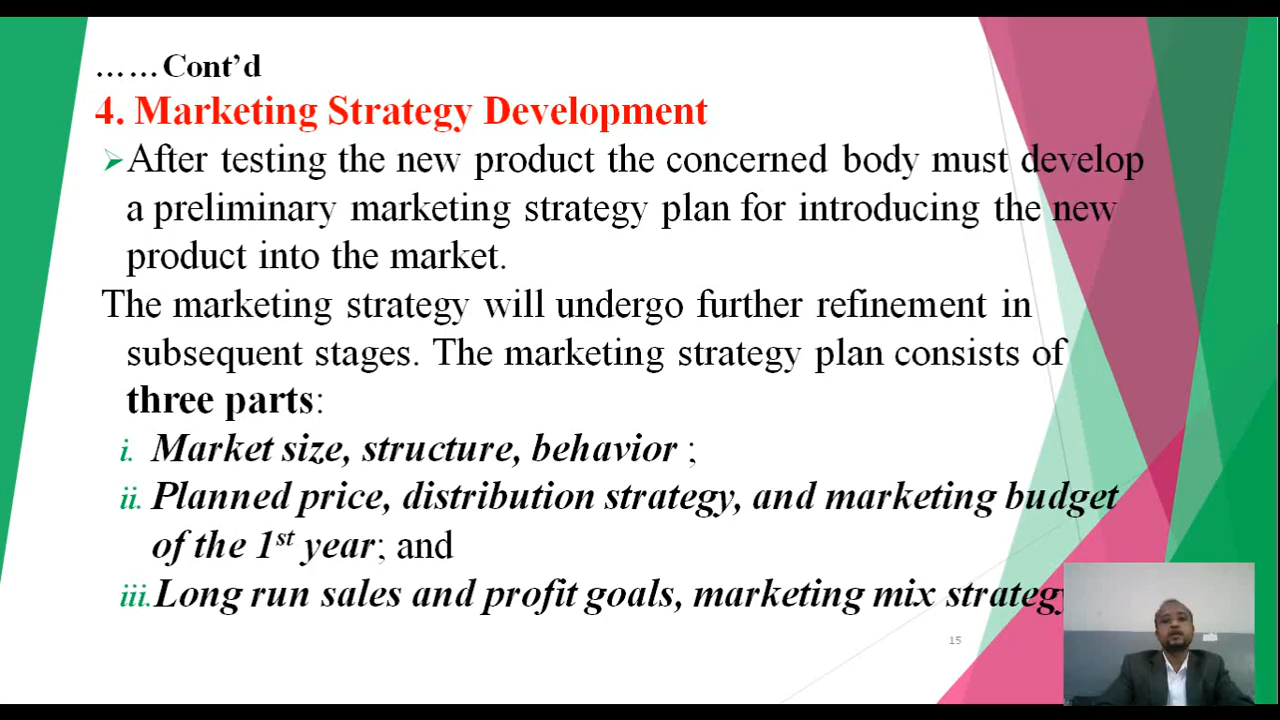 ……Cont’d
4. Marketing Strategy Development
➢After testing the new product the concerned body must develop
a preliminary marketing strategy plan for introducing the new
product into the market.
The marketing strategy will undergo further refinement in
subsequent stages. The marketing strategy plan consists of
three parts:
i. Market size, structure, behavior ;
ii. Planned price, distribution strategy, and marketing budget
of the 1st year; and
iii.Long run sales and profit goals, marketing mix strategy
15